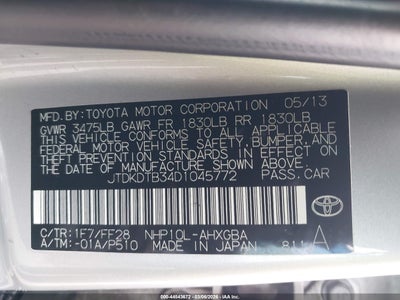 MFD.BY:TOYOTA MOTOR CORPORATION 05/13
GVWR 3475LB GAWR FR 1830LB RR 1830LB
THIS VEHICLE CONFORMS TO ALL APPLICABLE
FEDERAL MOTOR VEHICLE SAFETY, BUMPER, AND
THEFT PREVENTION STANDARDS IN EFFECT ON
THE DATE OF MANUFACTURE SHOWN ABOVE.
JTDKDTB34D1045772 PASS.CAR
C/TR:1F7/FF28 NHP10L-AHXGBA
A/TM:-01A/P510 MADE IN JAPAN 811
A
TOYOTA